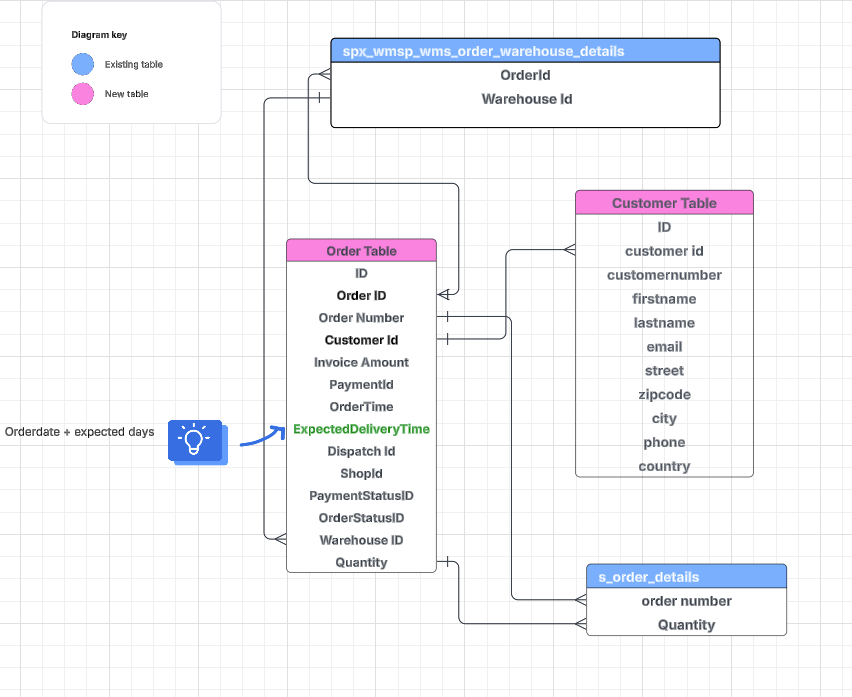 Diagram key
Existing table
New table
spx_wmsp_wms_order_warehouse_details
OrderId
Warehouse Id
Customer Table
ID
customer id
customernumber
firstname
lastname
email
street
zipcode
city
phone
country
Order Table
ID
Order ID
Order Number
Customer Id
Invoice Amount
PaymentId
OrderTime
ExpectedDeliveryTime
Dispatch Id
ShopId
PaymentStatusID
OrderStatusID
Warehouse ID
Quantity
Orderdate + expected days
s_order_details
order number
Quantity